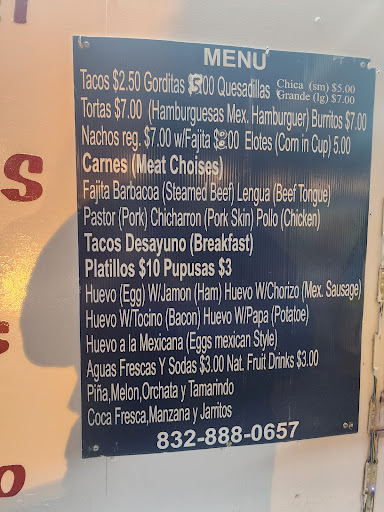 MENU
Tacos $2.50 Gorditas $5.00 Quesadillas Chica (sm) $5.00
Grande (lg) $7.00
Tortas $7.00 (Hamburguesas Mex. Hamburguer) Burritos $7.00
Nachos reg. $7.00 w/Fajita $8.00 Elotes (Corn in Cup) 5.00
Carnes (Meat Choises)
Fajita Barbacoa (Steamed Beef) Lengua (Beef Tongue)
Pastor (Pork) Chicharron (Pork Skin) Pollo (Chicken)
Tacos Desayuno (Breakfast)
Platillos $10 Pupusas $3
Huevo (Egg) W/Jamon (Ham) Huevo W/Chorizo (Mex. Sausage)
Huevo W/Tocino (Bacon) Huevo W/Papa (Potatoe)
Huevo a la Mexicana (Eggs mexican Style)
Aguas Frescas Y Sodas $3.00 Nat. Fruit Drinks $3.00
Piña,Melon,Orchata y Tamarindo
Coca Fresca,Manzana y Jarritos
832-888-0657